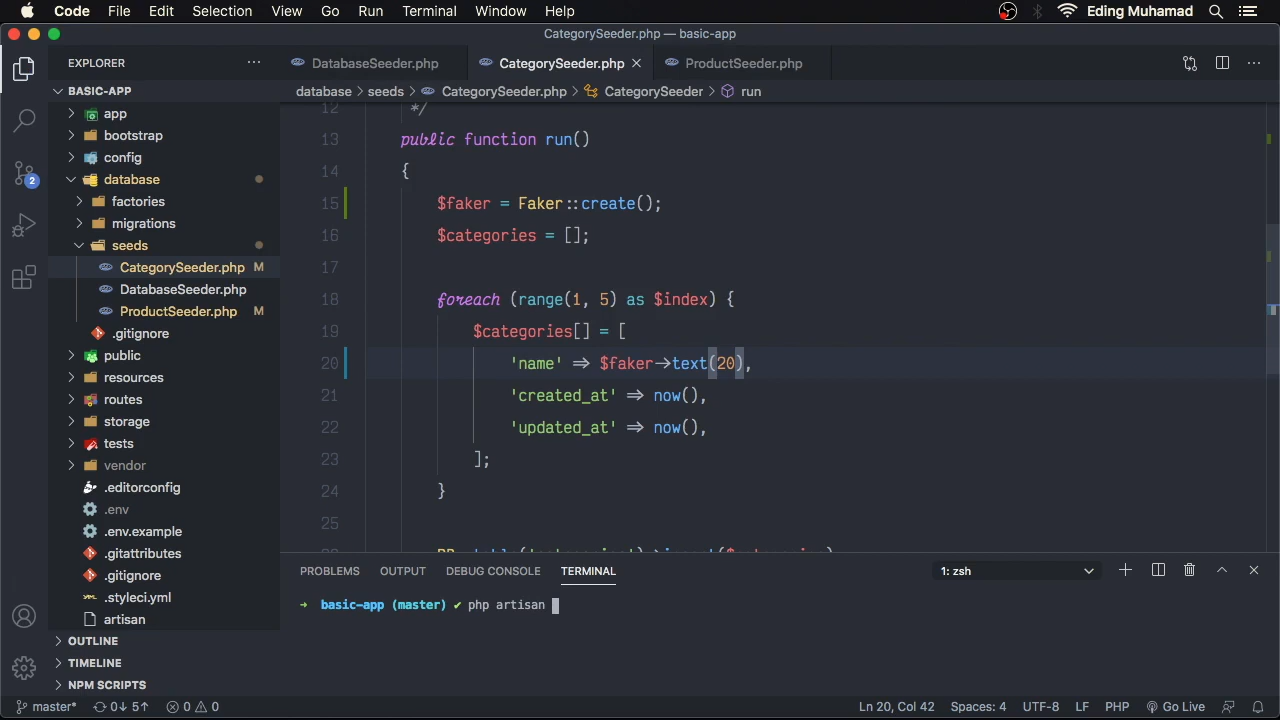 Code File Edit Selection View Go Run Terminal Window Help Eding Muhamad
CategorySeeder.php — basic-app
EXPLORER
DatabaseSeeder.php CategorySeeder.php ProductSeeder.php
BASIC-APP
database > seeds > CategorySeeder.php > CategorySeeder > run
app
bootstrap
config
database
factories
migrations
seeds
CategorySeeder.php M
DatabaseSeeder.php
ProductSeeder.php M
.gitignore
public
resources
routes
storage
tests
vendor
.editorconfig
.env
.env.example
.gitattributes
.gitignore
.styleci.yml
artisan
OUTLINE
TIMELINE
NPM SCRIPTS
2
12 */
13 public function run()
14 {
15 $faker = Faker::create();
16 $categories = [];
17
18 foreach (range(1, 5) as $index) {
19 $categories[] = [
20 'name' => $faker->text(20),
21 'created_at' => now(),
22 'updated_at' => now(),
23 ];
24 }
25
PROBLEMS OUTPUT DEBUG CONSOLE TERMINAL 1: zsh
→ basic-app (master) ✔ php artisan
master* 0↓ 5↑ 0 0 Ln 20, Col 42 Spaces: 4 UTF-8 LF PHP Go Live